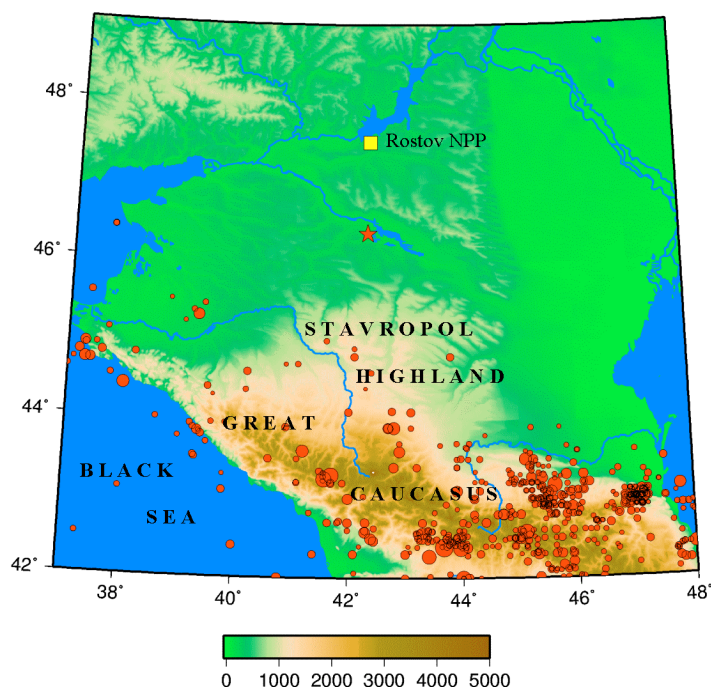 48°
Rostov NPP
46°
STAVROPOL
HIGHLAND
44°
GREAT
BLACK
CAUCASUS
SEA
42°
38° 40° 42° 44° 46° 48°
0 1000 2000 3000 4000 5000